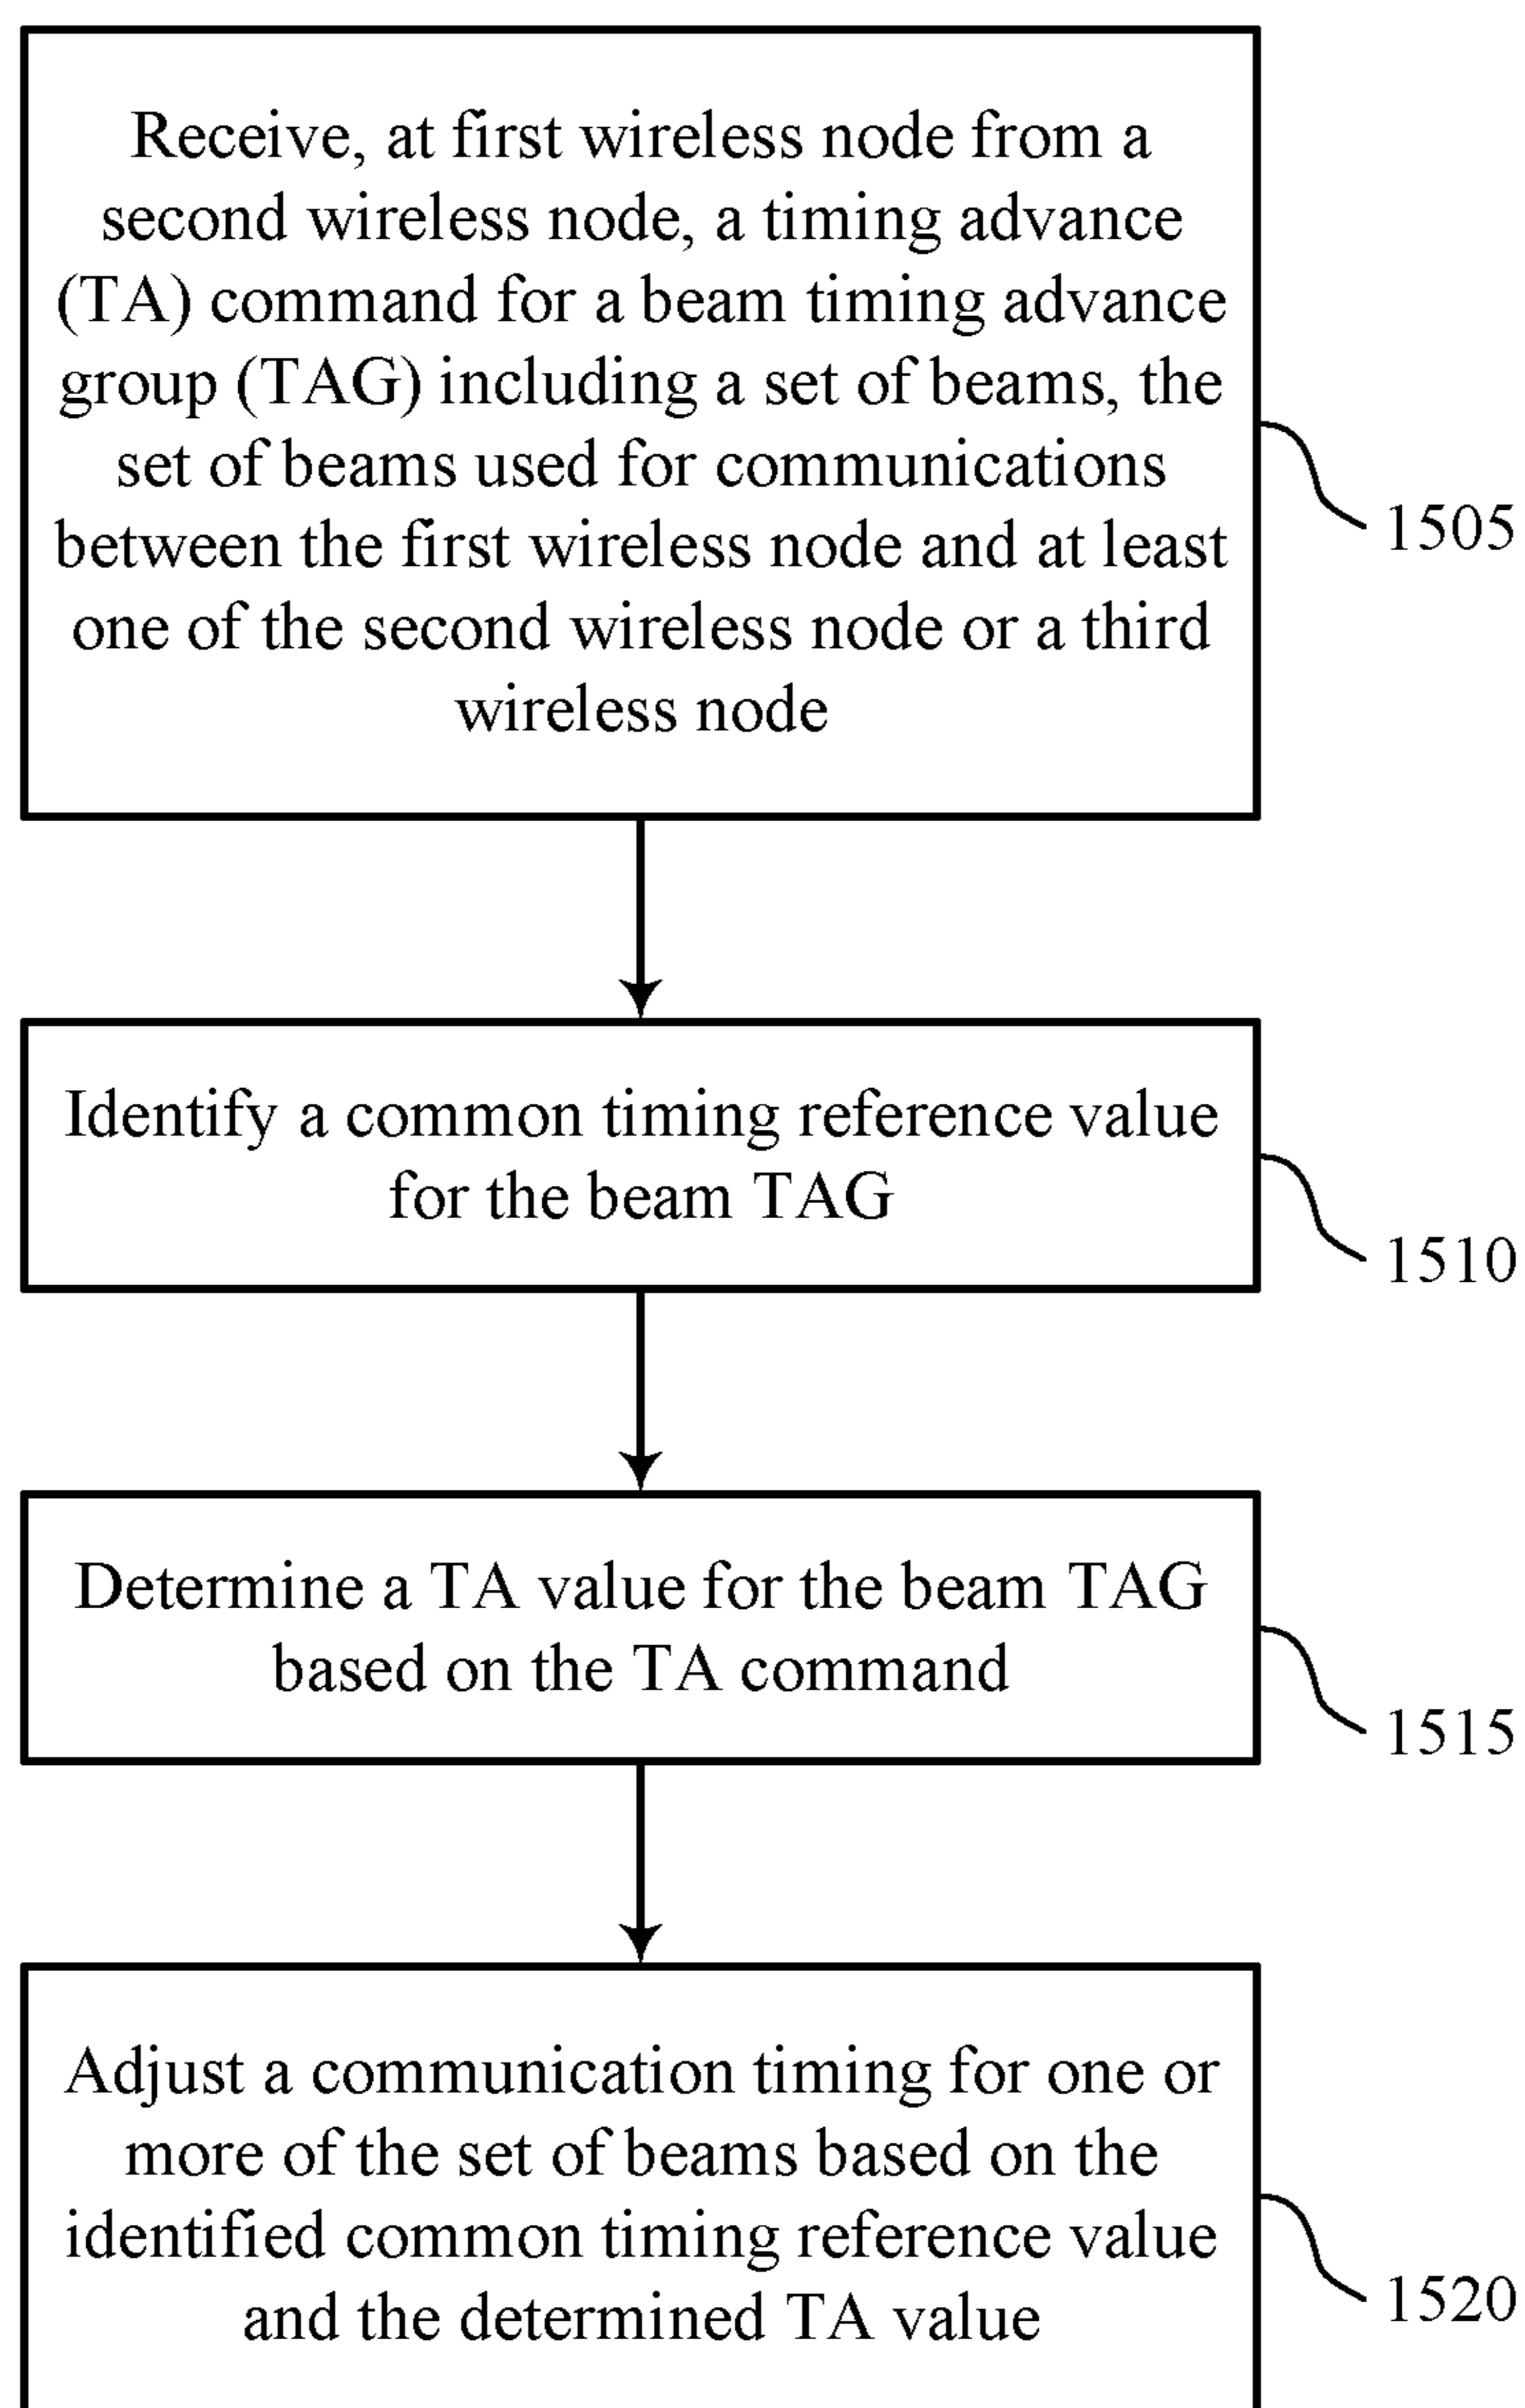 Receive, at first wireless node from a
second wireless node, a timing advance
(TA) command for a beam timing advance
group (TAG) including a set of beams, the
set of beams used for communications
between the first wireless node and at least
one of the second wireless node or a third
wireless node
1505
Identify a common timing reference value
for the beam TAG
1510
Determine a TA value for the beam TAG
based on the TA command
1515
Adjust a communication timing for one or
more of the set of beams based on the
identified common timing reference value
and the determined TA value
1520